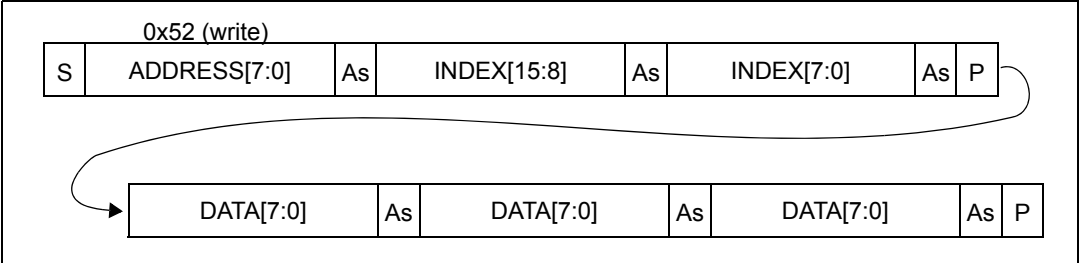 0x52 (write)
S ADDRESS[7:0] As INDEX[15:8] As INDEX[7:0] As P
DATA[7:0] As DATA[7:0] As DATA[7:0] As P